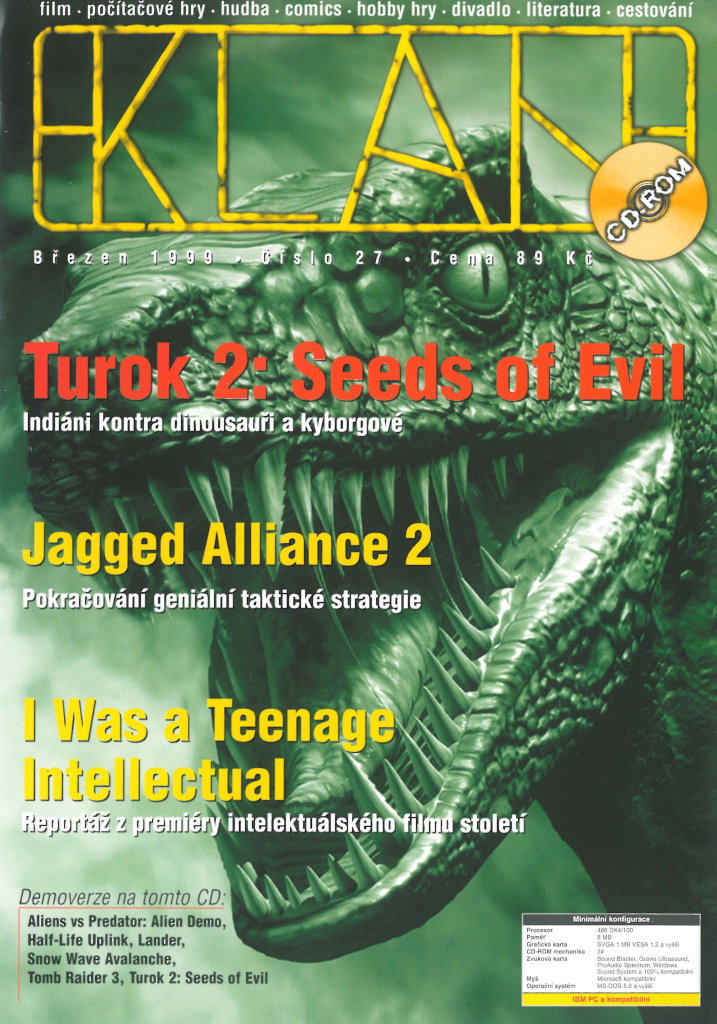 film · počítačové hry · hudba · comics · hobby hry · divadlo · literatura · cestování
KLAN
CD-ROM
Březen 1999 • Číslo 27 • Cena 89 Kč
Turok 2: Seeds of Evil
Indiáni kontra dinousauři a kyborgové
Jagged Alliance 2
Pokračování geniální taktické strategie
I Was a Teenage
Intellectual
Reportáž z premiéry intelektuálského filmu století
Demoverze na tomto CD:
Aliens vs Predator: Alien Demo,
Half-Life Uplink, Lander,
Snow Wave Avalanche,
Tomb Raider 3, Turok 2: Seeds of Evil
Minimální konfigurace
Procesor 486 DX4/100
Paměť 8 MB
Grafická karta SVGA 1 MB VESA 1.2 a vyšší
CD-ROM mechanika 2#
Zvuková karta Sound Blaster, Gravis Ultrasound,
ProAudio Spectrum, Windows
Sound System a 100% kompatibilní
Myš Microsoft kompatibilní
Operační systém MS-DOS 5.0 a vyšší
IBM PC a kompatibilní